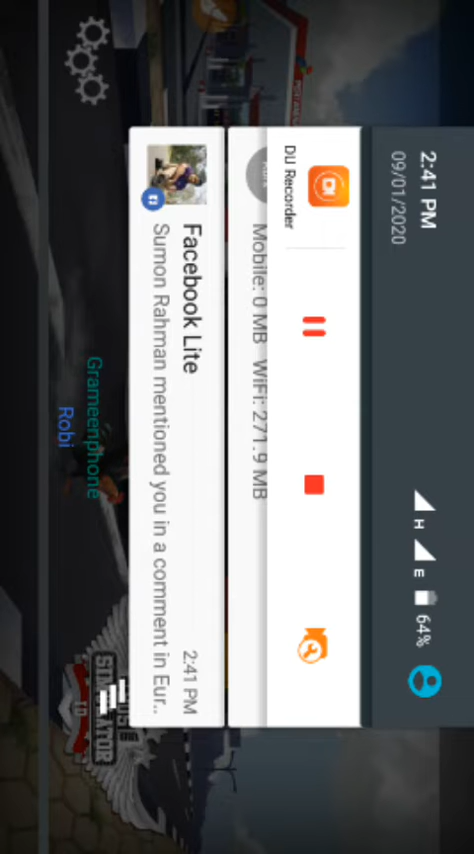 2:41 PM
09/01/2020
H
E
64%
DU Recorder
Mobile: 0 MB WiFi: 271.9 MB
Facebook Lite
2:41 PM
Sumon Rahman mentioned you in a comment in Eur..
Grameenphone
Robi
SIMULATOR